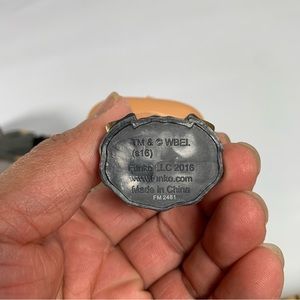 TM & © WBEI.
(s16)
Funko LLC 2016
www.funko.com
Made in China
FM 2481